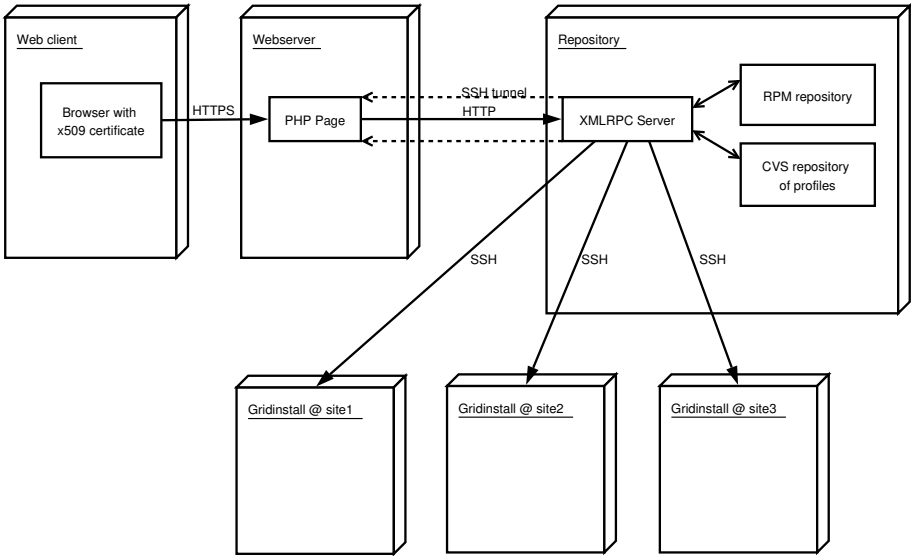 Web client
Webserver
Repository
Browser with
x509 certificate
HTTPS
PHP Page
SSH tunnel
HTTP
XMLRPC Server
RPM repository
CVS repository
of profiles
SSH
SSH
SSH
Gridinstall @ site1
Gridinstall @ site2
Gridinstall @ site3